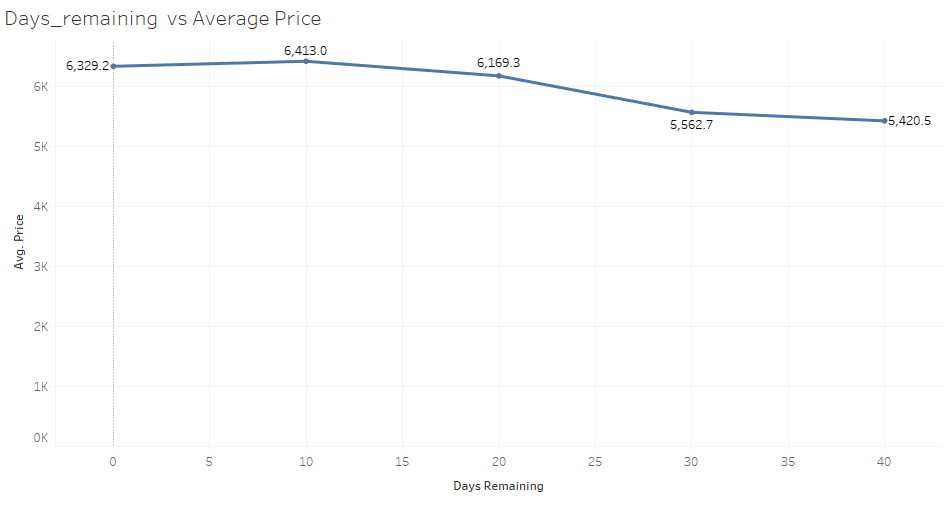 Days_remaining vs Average Price
6,329.2
6,413.0
6,169.3
5,562.7
5,420.5
6K
5K
4K
3K
2K
1K
0K
Avg. Price
0 5 10 15 20 25 30 35 40
Days Remaining